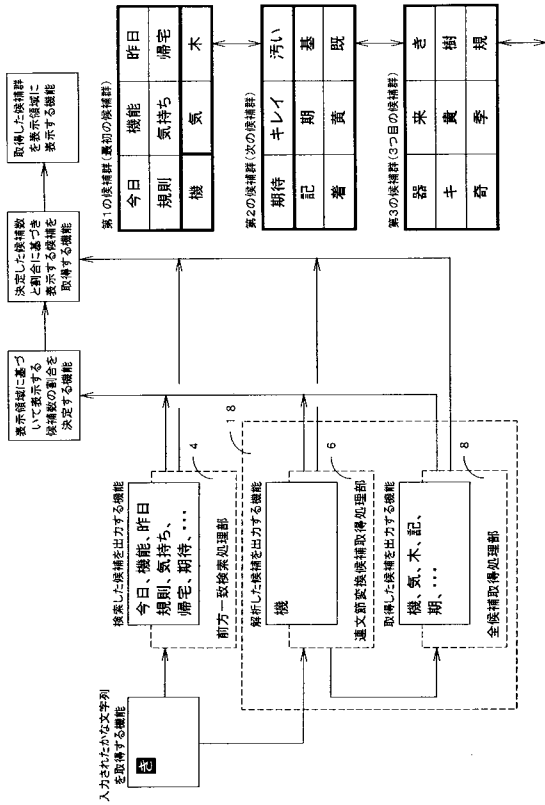 入力されたかな文字列
を取得する機能
き
検索した候補を出力する機能
今日、機能、昨日
規則、気持ち、
帰宅、期待、・・・
前方一致検索処理部
4
18
解析した候補を出力する機能
機
連文節変換候補取得処理部
6
取得した候補を出力する機能
機、気、木、記、
期、・・・
全候補取得処理部
8
表示領域に基づ
いて表示する
候補数の割合を
決定する機能
決定した候補数
と割合に基づき
表示する候補を
取得する機能
取得した候補群
を表示領域に
表示する機能
第1の候補群(最初の候補群)
今日 機能 昨日
規則 気持ち 帰宅
機 気 木
第2の候補群(次の候補群)
期待 キレイ 汚い
記 期 基
着 黄 既
第3の候補群(3つ目の候補群)
器 来 き
キ 貴 樹
奇 季 規